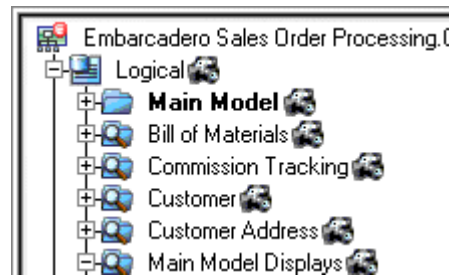 Embarcadero Sales Order Processing.
Logical
Main Model
Bill of Materials
Commission Tracking
Customer
Customer Address
Main Model Displays